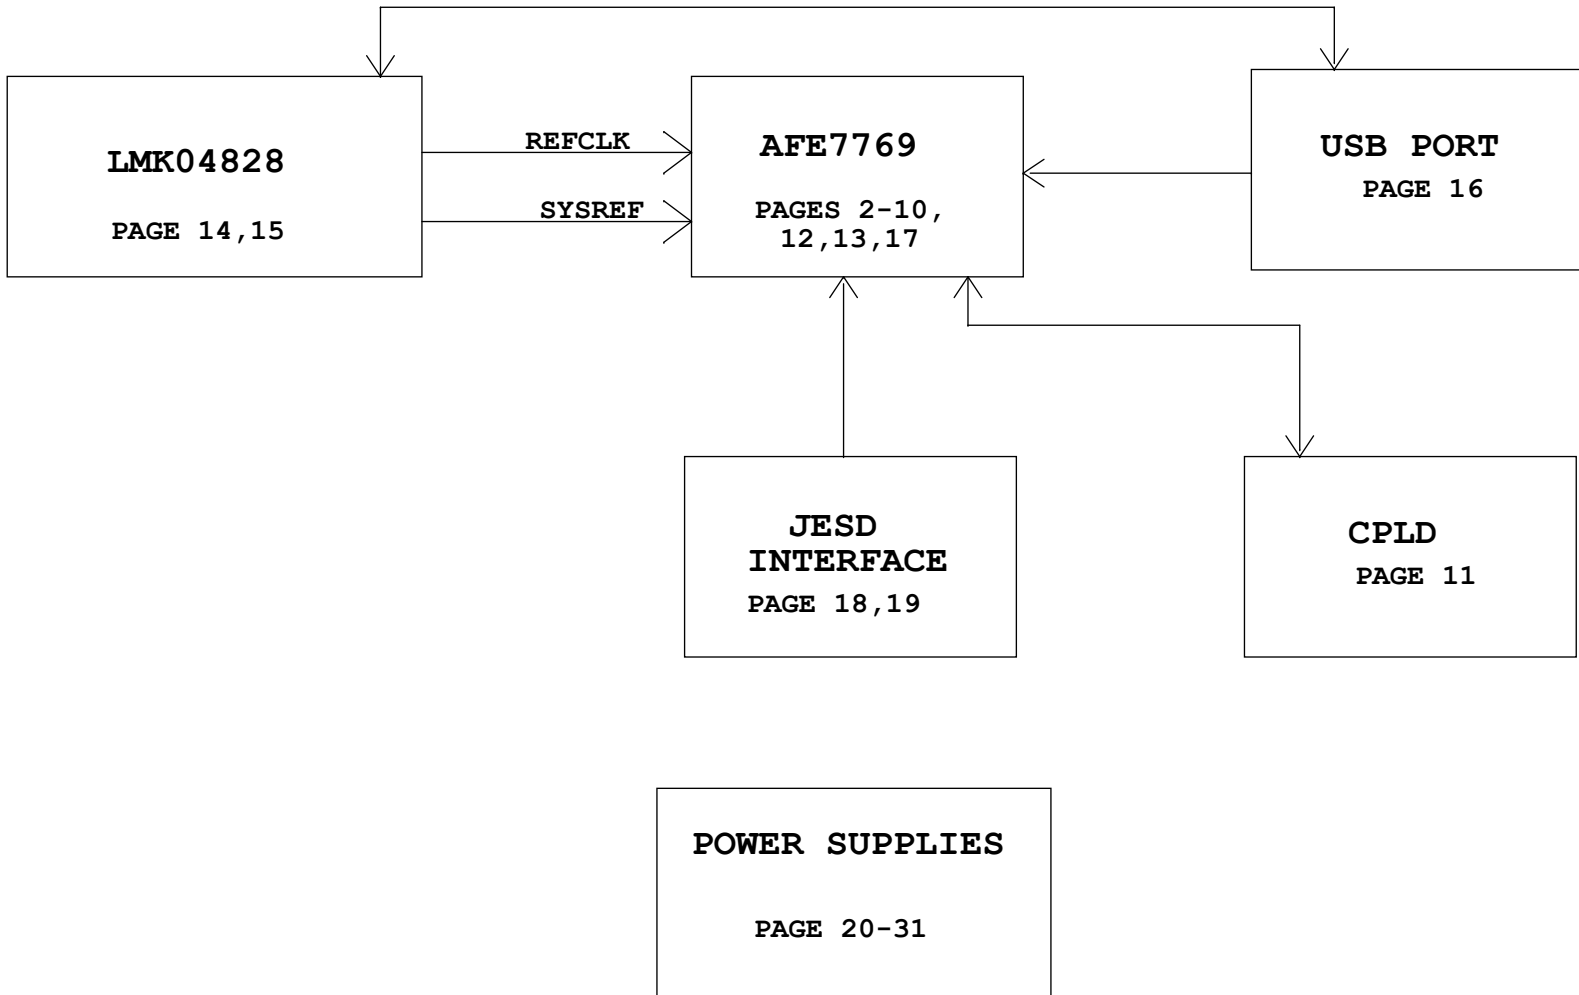 LMK04828
PAGE 14,15
REFCLK
SYSREF
AFE7769
PAGES 2-10,
12,13,17
USB PORT
PAGE 16
JESD
INTERFACE
PAGE 18,19
CPLD
PAGE 11
POWER SUPPLIES
PAGE 20-31